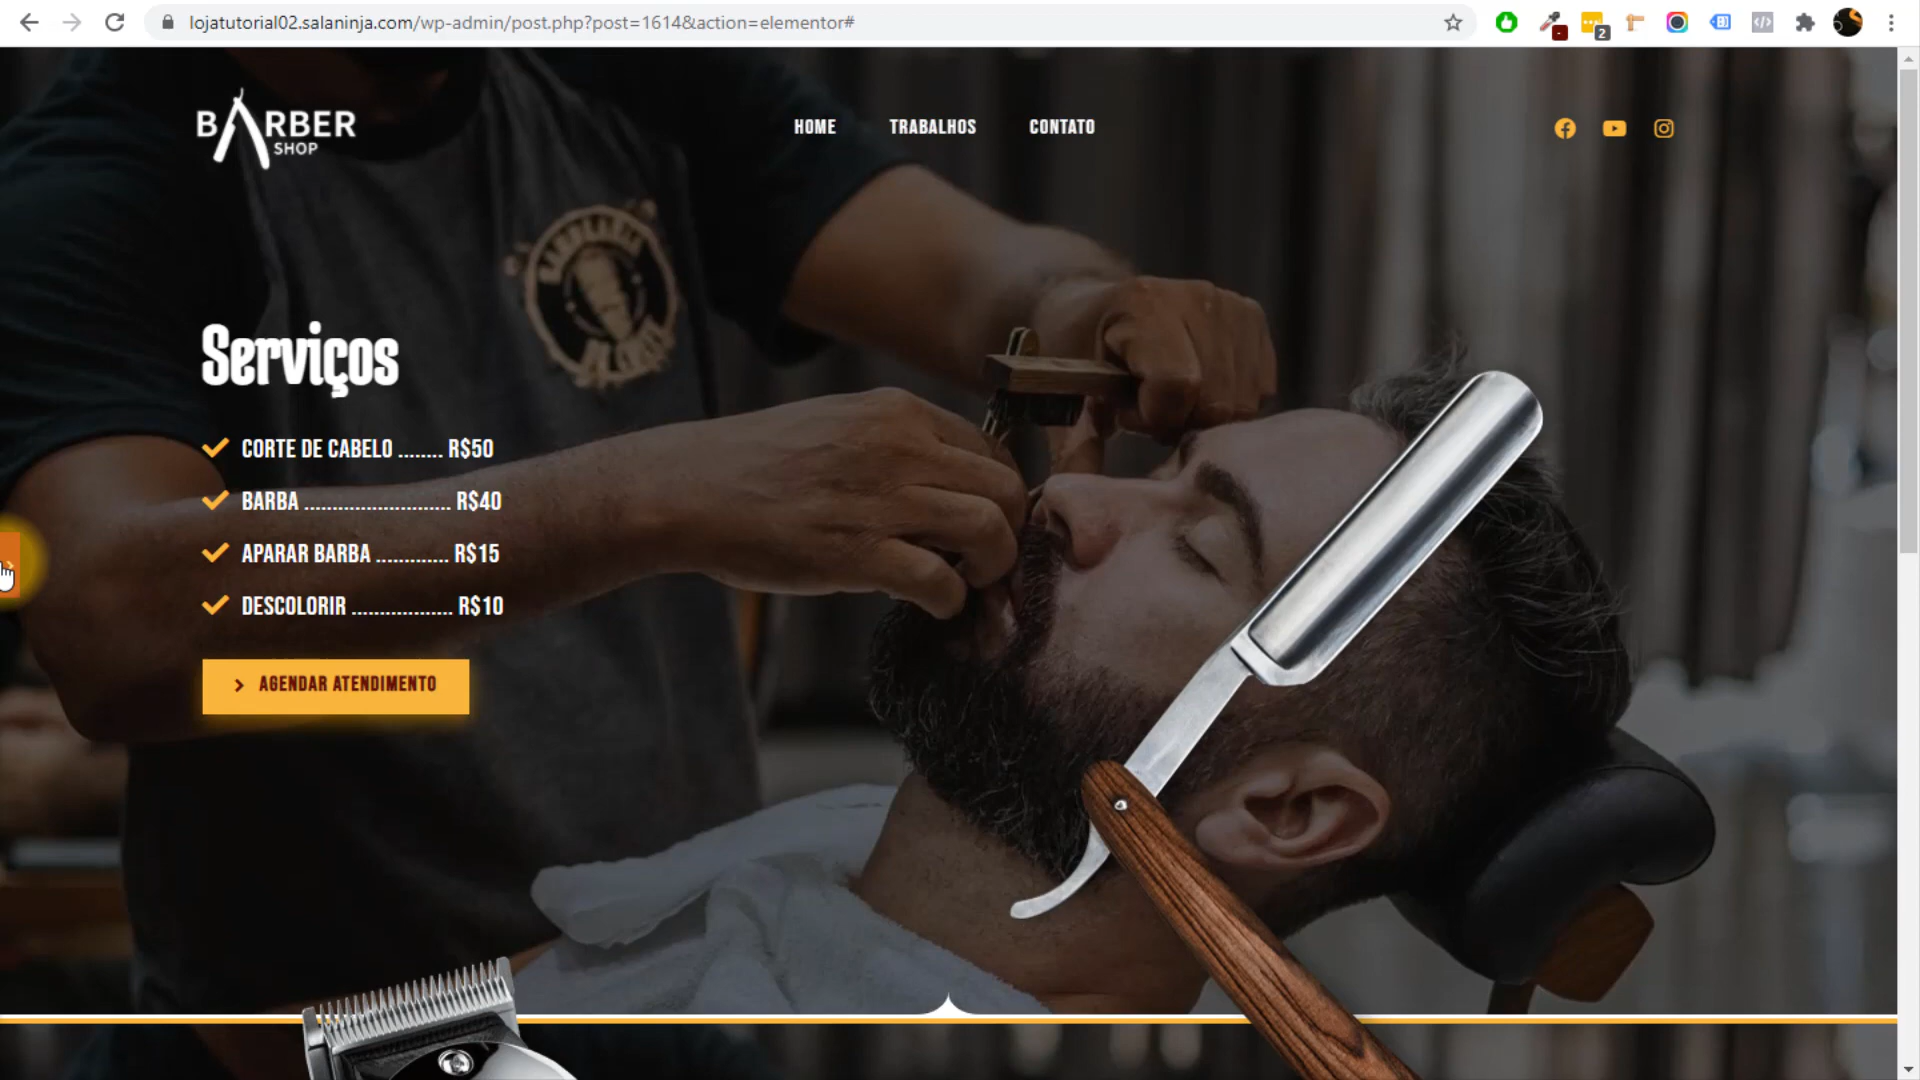 lojatutorial02.salaninja.com/wp-admin/post.php?post=1614&action=elementor#
2
BARBER
SHOP
HOME
TRABALHOS
CONTATO
Serviços
CORTE DE CABELO ........ R$50
BARBA .......................... R$40
APARAR BARBA ............. R$15
DESCOLORIR .................. R$10
AGENDAR ATENDIMENTO